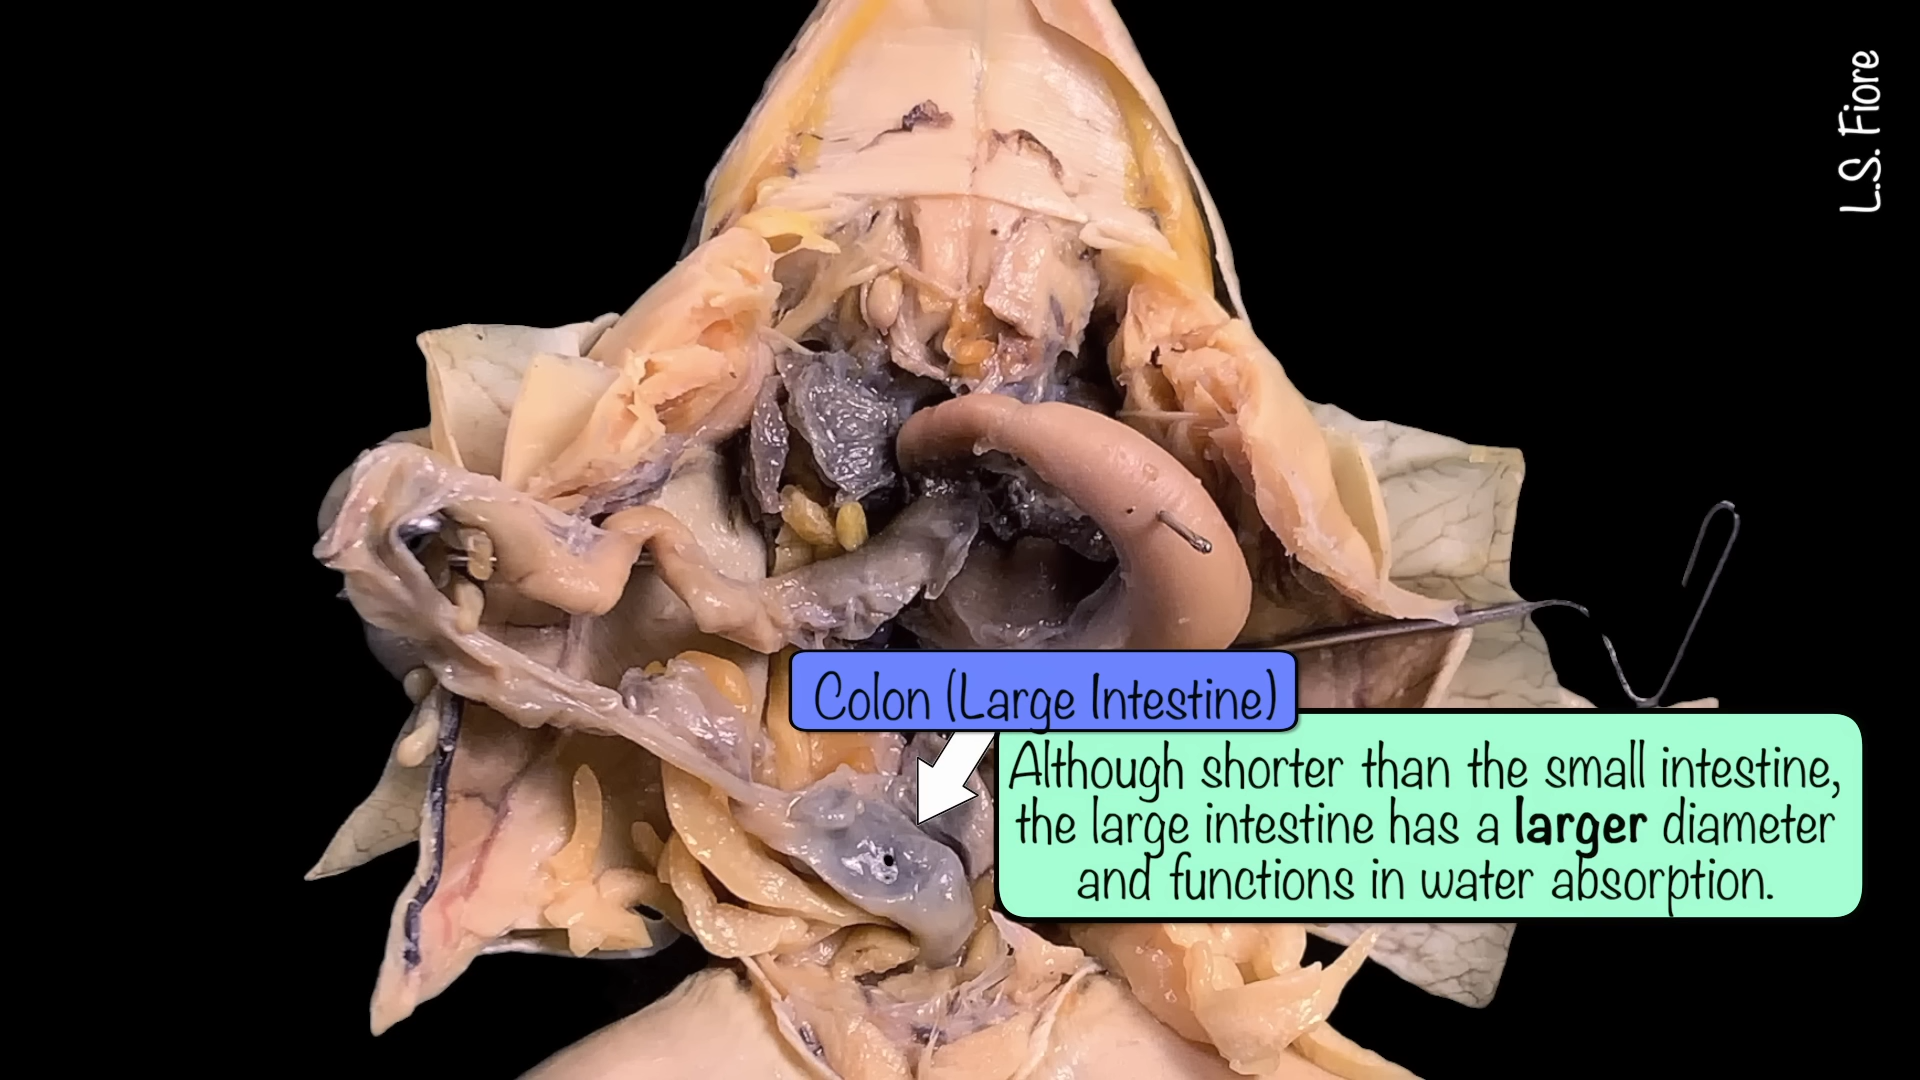 L.S. Fiore
Colon (Large Intestine)
Although shorter than the small intestine,
the large intestine has a larger diameter
and functions in water absorption.